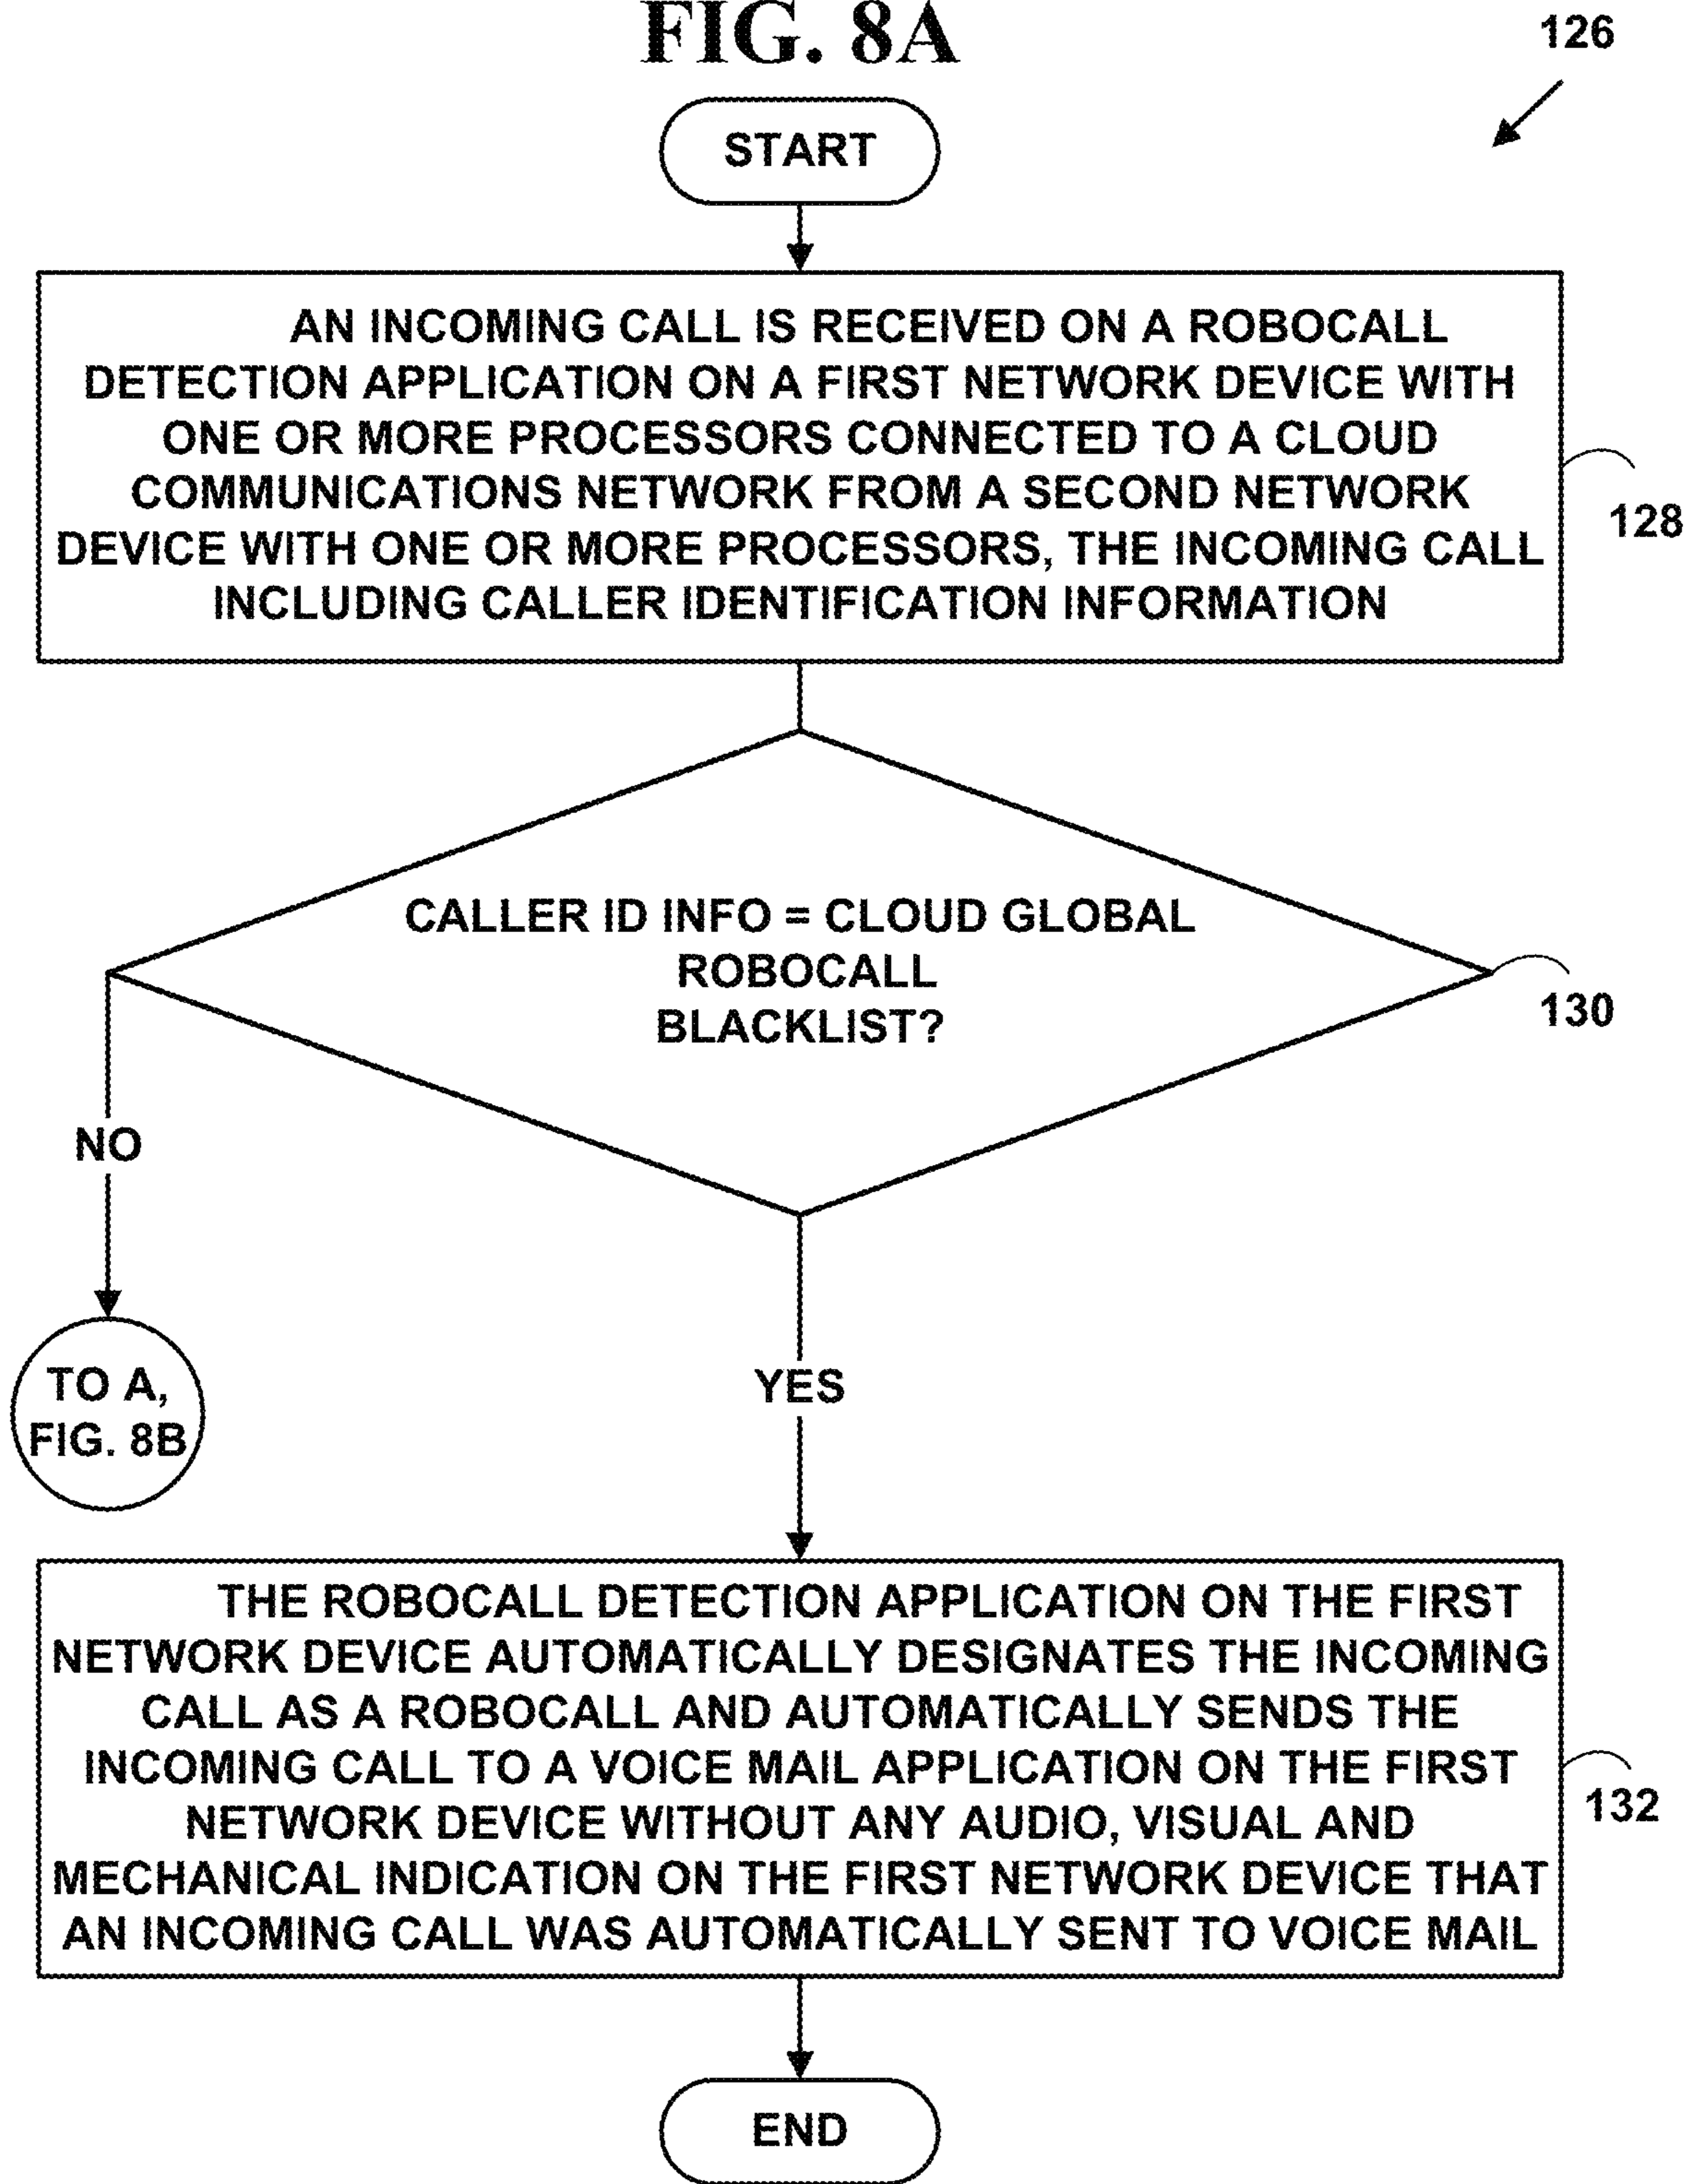 FIG. 8A
126
START
AN INCOMING CALL IS RECEIVED ON A ROBOCALL
DETECTION APPLICATION ON A FIRST NETWORK DEVICE WITH
ONE OR MORE PROCESSORS CONNECTED TO A CLOUD
COMMUNICATIONS NETWORK FROM A SECOND NETWORK
DEVICE WITH ONE OR MORE PROCESSORS, THE INCOMING CALL
INCLUDING CALLER IDENTIFICATION INFORMATION
128
CALLER ID INFO = CLOUD GLOBAL
ROBOCALL
BLACKLIST?
130
NO
TO A,
FIG. 8B
YES
THE ROBOCALL DETECTION APPLICATION ON THE FIRST
NETWORK DEVICE AUTOMATICALLY DESIGNATES THE INCOMING
CALL AS A ROBOCALL AND AUTOMATICALLY SENDS THE
INCOMING CALL TO A VOICE MAIL APPLICATION ON THE FIRST
NETWORK DEVICE WITHOUT ANY AUDIO, VISUAL AND
MECHANICAL INDICATION ON THE FIRST NETWORK DEVICE THAT
AN INCOMING CALL WAS AUTOMATICALLY SENT TO VOICE MAIL
132
END